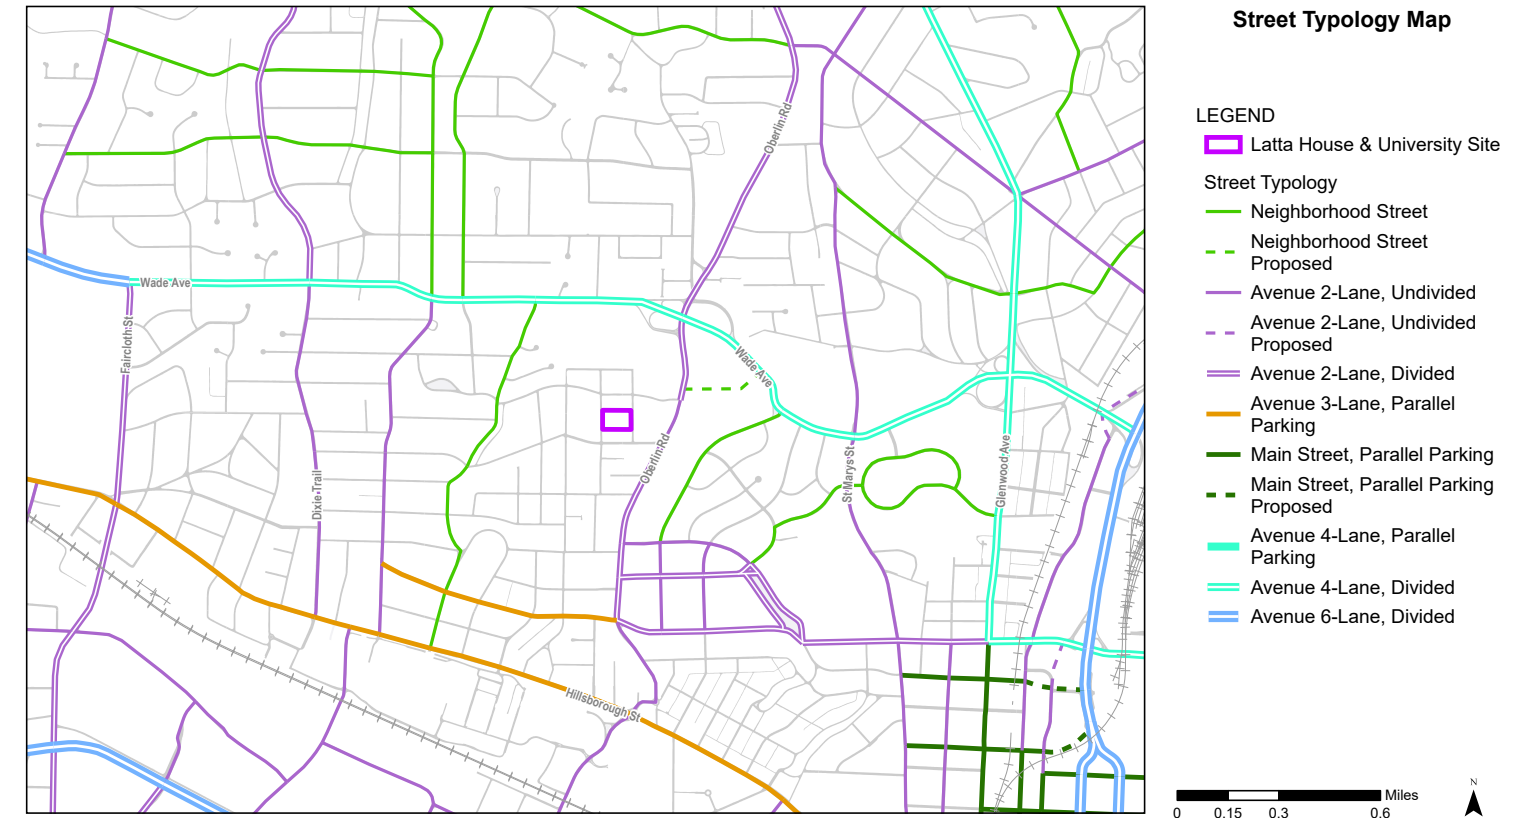 Street Typology Map
LEGEND
Latta House & University Site
Street Typology
Neighborhood Street
Neighborhood Street
Proposed
Avenue 2-Lane, Undivided
Avenue 2-Lane, Undivided
Proposed
Avenue 2-Lane, Divided
Avenue 3-Lane, Parallel
Parking
Main Street, Parallel Parking
Main Street, Parallel Parking
Proposed
Avenue 4-Lane, Parallel
Parking
Avenue 4-Lane, Divided
Avenue 6-Lane, Divided
Oberlin Rd
Wade Ave
Faircloth St
Wade Ave
Oberlin Rd
St Marys St
Glenwood Ave
Dixie Trail
Hillsborough St
N
Miles
0 0.15 0.3 0.6